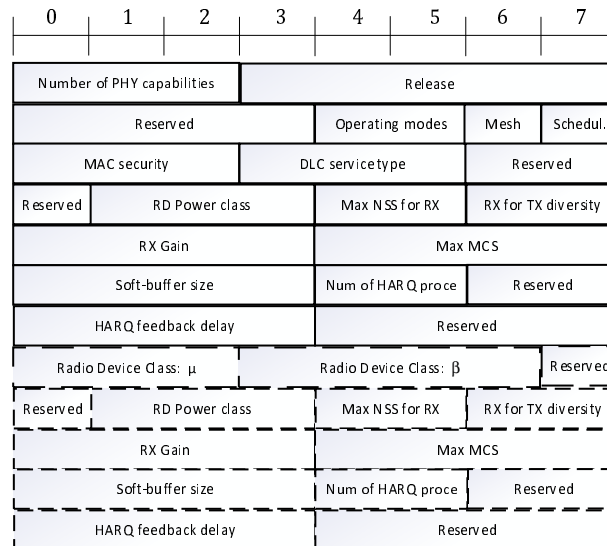 0 1 2 3 4 5 6 7
Number of PHY capabilities Release
Reserved Operating modes Mesh Schedul.
MAC security DLC service type Reserved
Reserved RD Power class Max NSS for RX RX for TX diversity
RX Gain Max MCS
Soft-buffer size Num of HARQ proce Reserved
HARQ feedback delay Reserved
Radio Device Class: μ Radio Device Class: β Reserved
Reserved RD Power class Max NSS for RX RX for TX diversity
RX Gain Max MCS
Soft-buffer size Num of HARQ proce Reserved
HARQ feedback delay Reserved